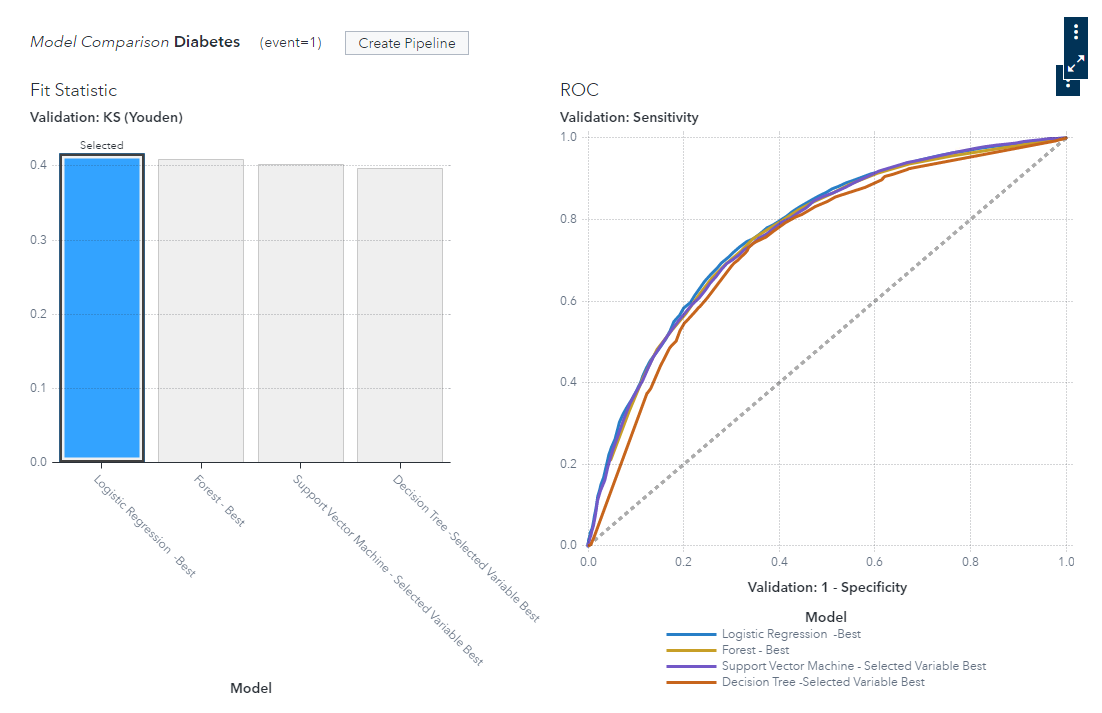 Model Comparison Diabetes (event=1) Create Pipeline
Fit Statistic
Validation: KS (Youden)
Selected
0.4
0.3
0.2
0.1
0.0
Logistic Regression -Best
Forest - Best
Support Vector Machine - Selected Variable Best
Decision Tree -Selected Variable Best
Model
ROC
Validation: Sensitivity
1.0
0.8
0.6
0.4
0.2
0.0
0.0 0.2 0.4 0.6 0.8 1.0
Validation: 1 - Specificity
Model
Logistic Regression -Best
Forest - Best
Support Vector Machine - Selected Variable Best
Decision Tree -Selected Variable Best